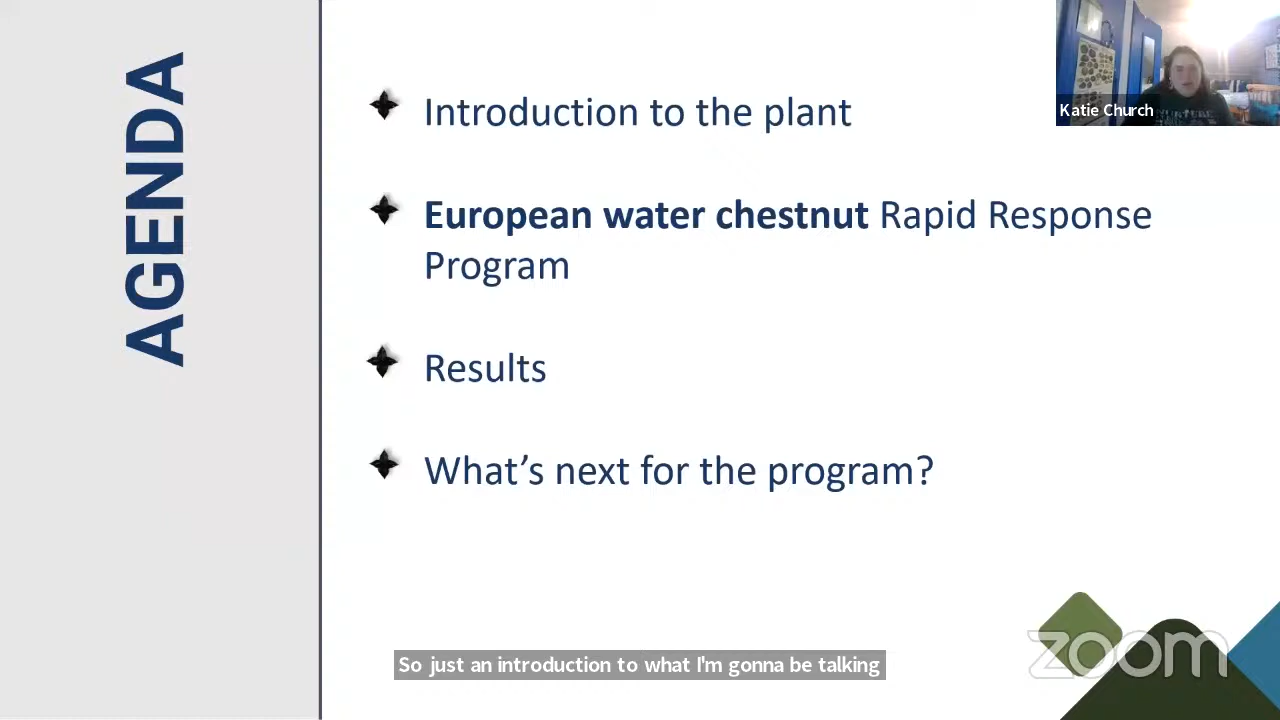 AGENDA
Introduction to the plant
European water chestnut Rapid Response
Program
Results
What's next for the program?
Katie Church
So just an introduction to what I'm gonna be talking
zoom